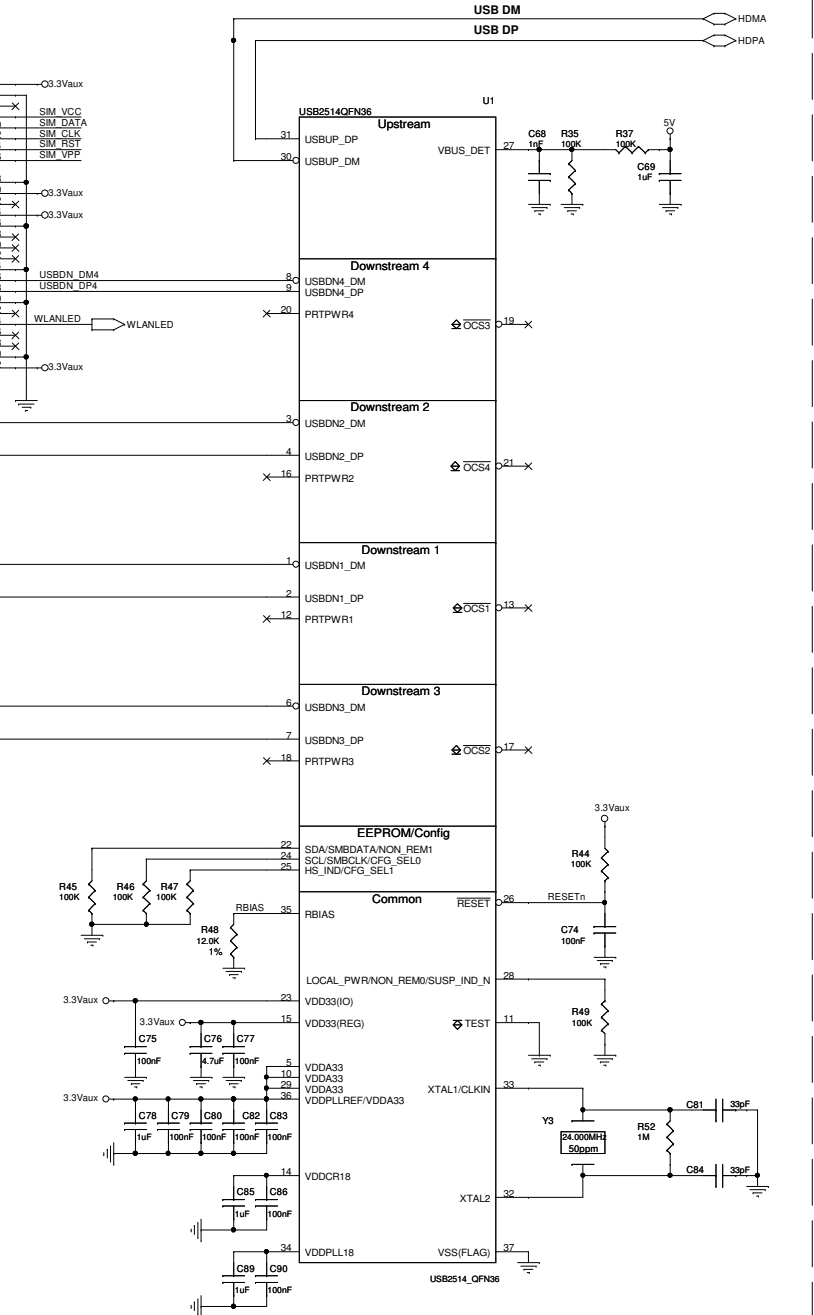 USB DM
HDMA
USB DP
HDPA
3.3Vaux
SIM_VCC
SIM_DATA
SIM_CLK
SIM_RST
SIM_VPP
3.3Vaux
3.3Vaux
USBDN_DM4
USBDN_DP4
WLANLED
WLANLED
3.3Vaux
U1
USB2514QFN36
Upstream
31 USBUP_DP
30 USBUP_DM
VBUS_DET 27
C68
1nF
R35
100K
R37
100K
5V
C69
1uF
Downstream 4
8 USBDN4_DM
9 USBDN4_DP
20 PRTPWR4
OCS3 19
Downstream 2
3 USBDN2_DM
4 USBDN2_DP
16 PRTPWR2
OCS4 21
Downstream 1
1 USBDN1_DM
2 USBDN1_DP
12 PRTPWR1
OCS1 13
Downstream 3
6 USBDN3_DM
7 USBDN3_DP
18 PRTPWR3
OCS2 17
EEPROM/Config
22 SDA/SMBDATA/NON_REM1
24 SCL/SMBCLK/CFG_SEL0
25 HS_IND/CFG_SEL1
R45
100K
R46
100K
R47
100K
3.3Vaux
R44
100K
Common
RESET 26
RESETn
RBIAS
35 RBIAS
R48
12.0K
1%
C74
100nF
LOCAL_PWR/NON_REM0/SUSP_IND_N 28
3.3Vaux
23 VDD33(IO)
3.3Vaux
15 VDD33(REG)
TEST 11
R49
100K
C75
100nF
C76
4.7uF
C77
100nF
5 VDDA33
10 VDDA33
29 VDDA33
3.3Vaux
36 VDDPLLREF/VDDA33
XTAL1/CLKIN 33
C78
1uF
C79
100nF
C80
100nF
C82
100nF
C83
100nF
Y3
24.000MHz
50ppm
R52
1M
C81
33pF
C84
33pF
14 VDDCR18
XTAL2 32
C85
1uF
C86
100nF
34 VDDPLL18
VSS(FLAG) 37
C89
1uF
C90
100nF
USB2514_QFN36